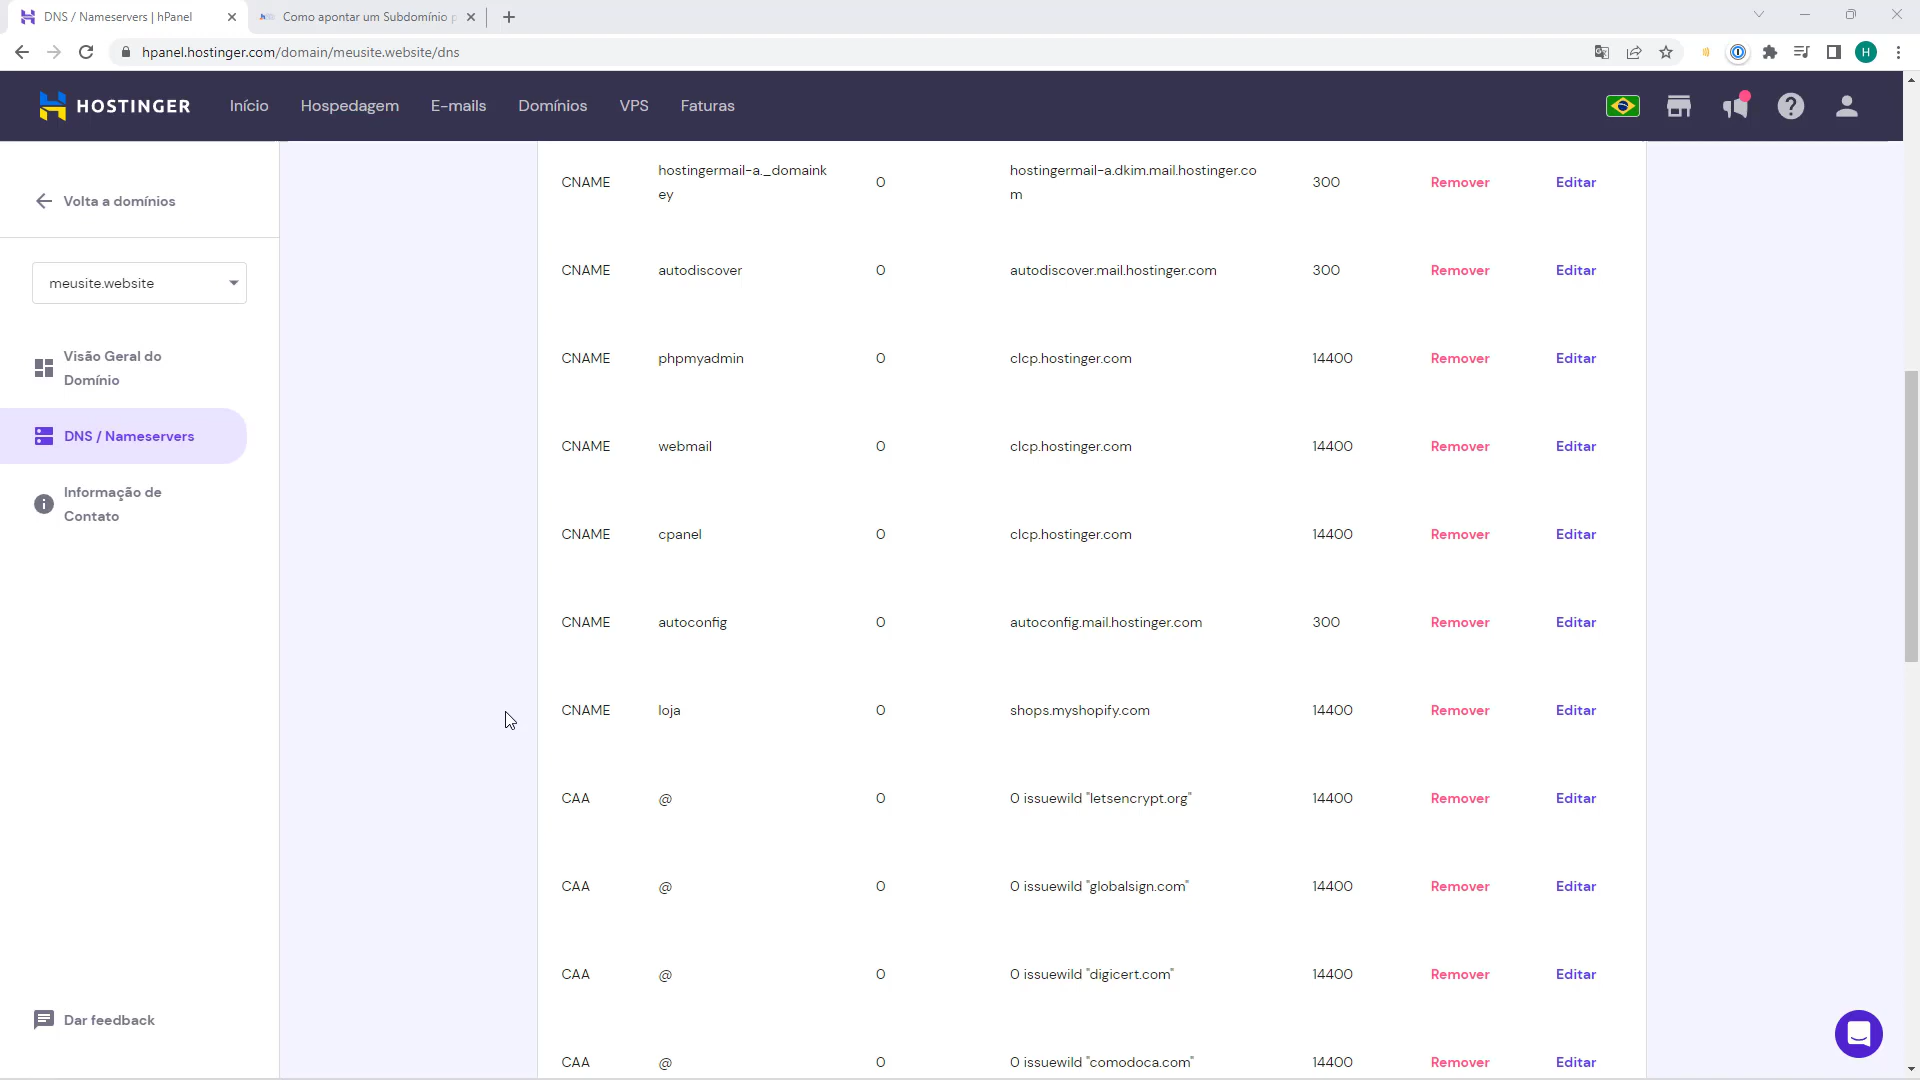 DNS / Nameservers | hPanel
Como apontar um Subdomínio p
hpanel.hostinger.com/domain/meusite.website/dns
H
HOSTINGER
Início
Hospedagem
E-mails
Domínios
VPS
Faturas
Volta a domínios
meusite.website
Visão Geral do
Domínio
DNS / Nameservers
Informação de
Contato
Dar feedback
CNAME hostingermail-a._domaink 0 hostingermail-a.dkim.mail.hostinger.co 300 Remover Editar
ey m
CNAME autodiscover 0 autodiscover.mail.hostinger.com 300 Remover Editar
CNAME phpmyadmin 0 clcp.hostinger.com 14400 Remover Editar
CNAME webmail 0 clcp.hostinger.com 14400 Remover Editar
CNAME cpanel 0 clcp.hostinger.com 14400 Remover Editar
CNAME autoconfig 0 autoconfig.mail.hostinger.com 300 Remover Editar
CNAME loja 0 shops.myshopify.com 14400 Remover Editar
CAA @ 0 0 issuewild "letsencrypt.org" 14400 Remover Editar
CAA @ 0 0 issuewild "globalsign.com" 14400 Remover Editar
CAA @ 0 0 issuewild "digicert.com" 14400 Remover Editar
CAA @ 0 0 issuewild "comodoca.com" 14400 Remover Editar